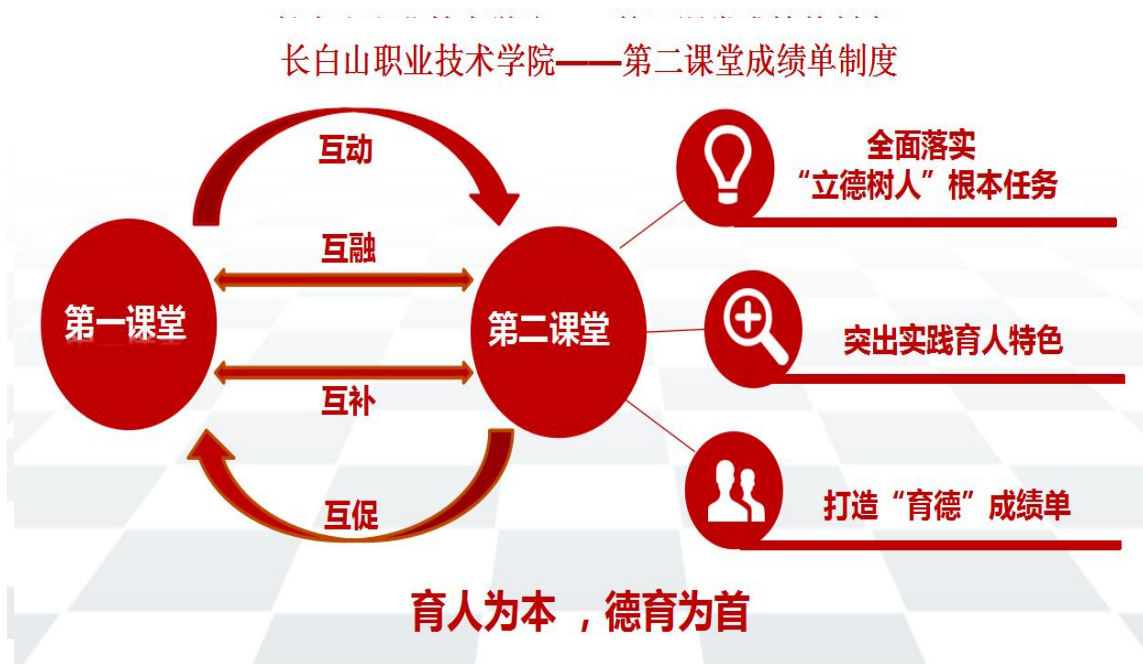 长白山职业技术学院——第二课堂成绩单制度
互动
互融
第一课堂
第二课堂
互补
互促
全面落实
“立德树人”根本任务
突出实践育人特色
打造“育德”成绩单
育人为本 ，德育为首